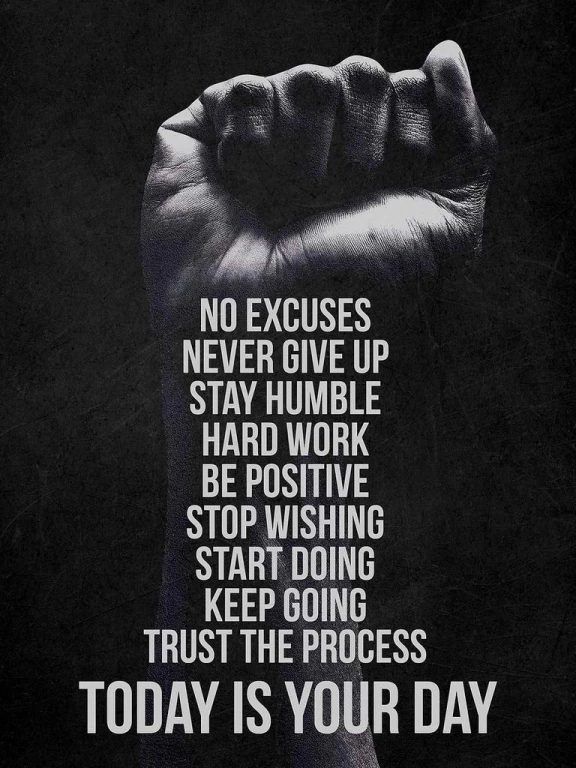 NO EXCUSES
NEVER GIVE UP
STAY HUMBLE
HARD WORK
BE POSITIVE
STOP WISHING
START DOING
KEEP GOING
TRUST THE PROCESS
TODAY IS YOUR DAY